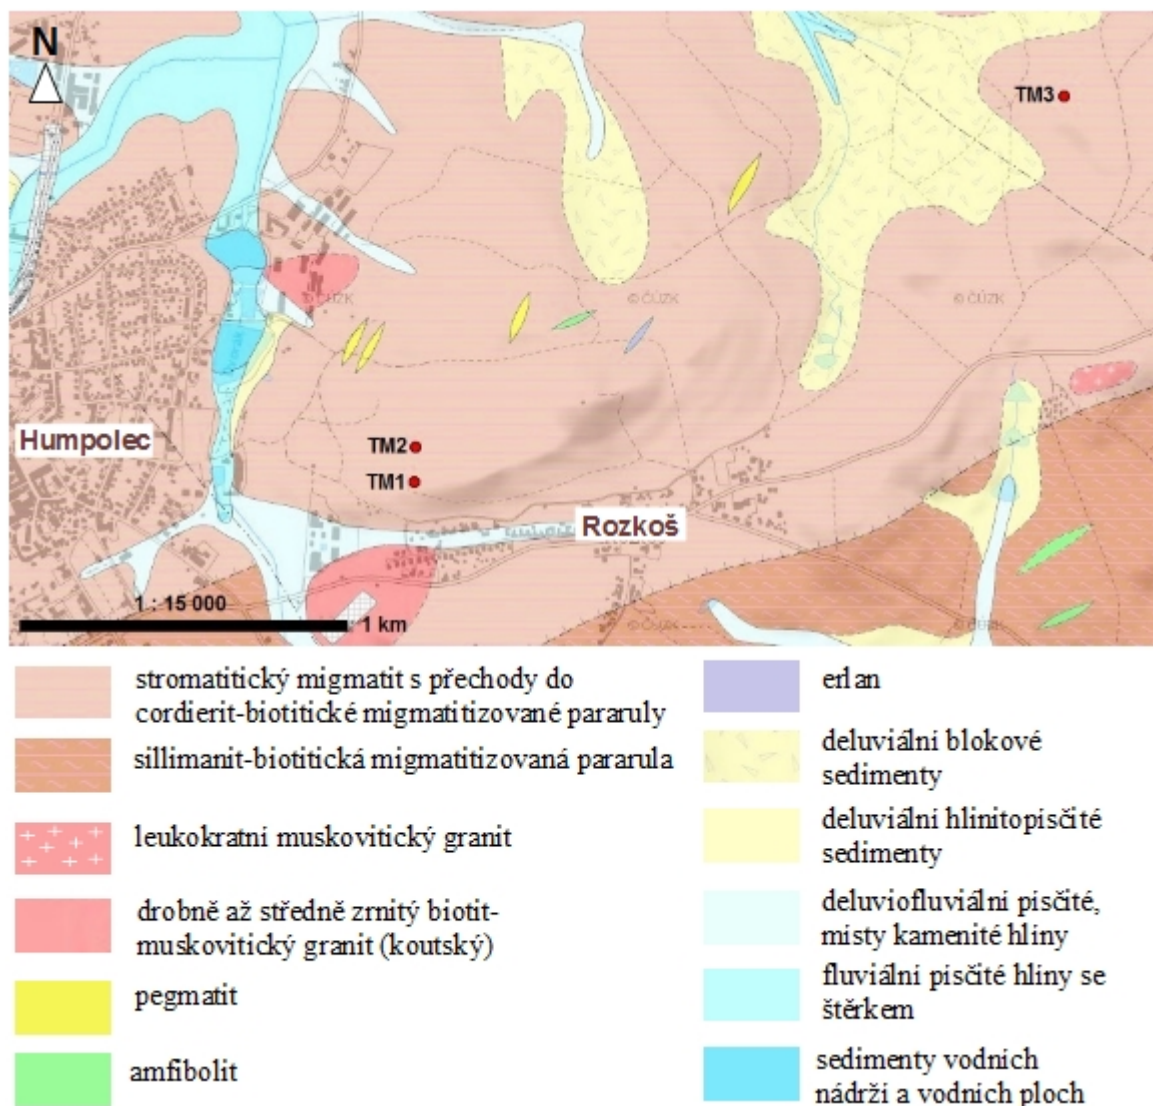 N
TM3
© ČÚZK
© ČÚZK
© ČÚZK
Humpolec
TM2
TM1
Rozkoš
1 : 15 000
1 km
© ČÚZK
© ČÚZK
stromatitický migmatit s přechody do
cordierit-biotitické migmatitizované pararuly
sillimanit-biotitická migmatitizovaná pararula
leukokratní muskovitický granit
drobně až středně zrnitý biotit-
muskovitický granit (koutský)
pegmatit
amfibolit
erlan
deluviální blokové
sedimenty
deluviální hlinitopísčité
sedimenty
deluviofluviální písčité,
místy kamenité hlíny
fluviální písčité hlíny se
štěrkem
sedimenty vodních
nádrží a vodních ploch